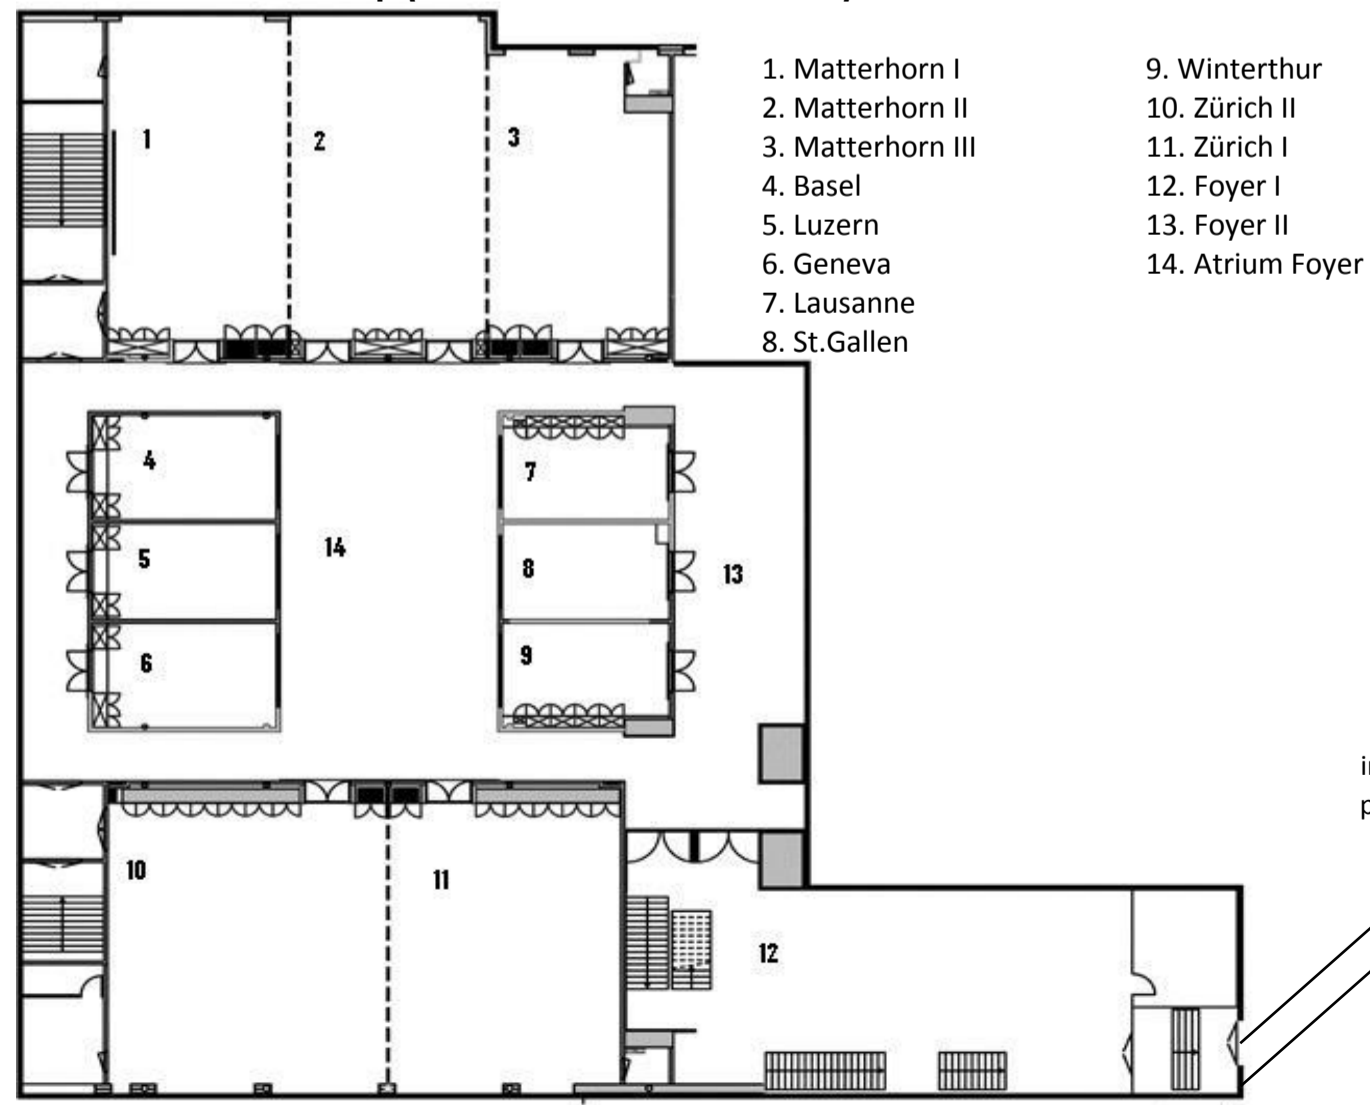 1. Matterhorn I
2. Matterhorn II
3. Matterhorn III
4. Basel
5. Luzern
6. Geneva
7. Lausanne
8. St.Gallen
9. Winterthur
10. Zürich II
11. Zürich I
12. Foyer I
13. Foyer II
14. Atrium Foyer
1
2
3
4
5
6
14
7
8
9
13
10
11
12